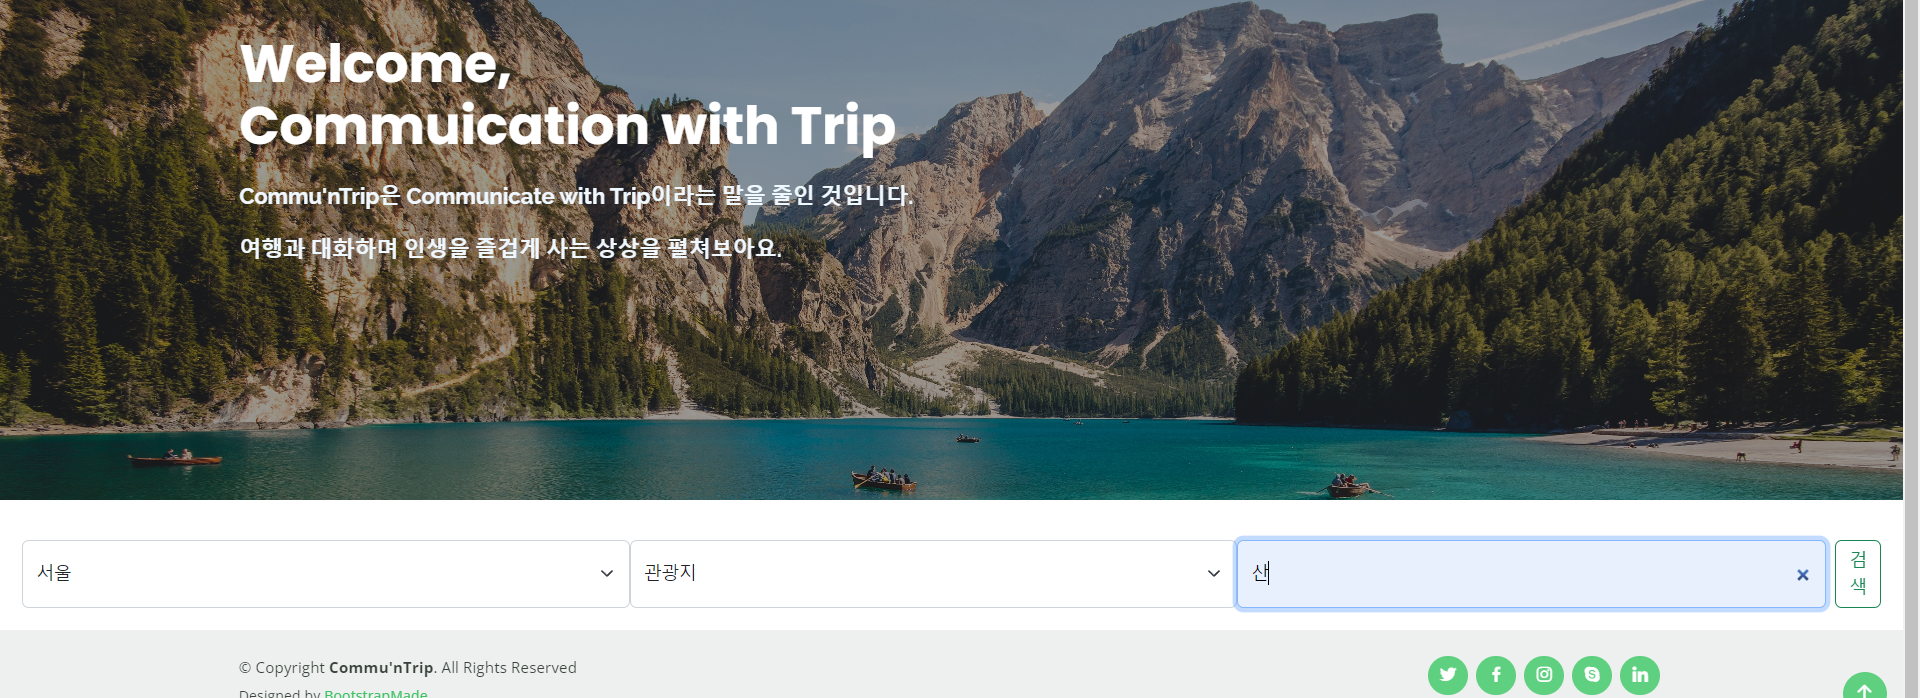 Welcome,
Commuication with Trip
Commu'nTrip은 Communicate with Trip이라는 말을 줄인 것입니다.
여행과 대화하며 인생을 즐겁게 사는 상상을 펼쳐보아요.
서울
관광지
산
검
색
© Copyright Commu'nTrip. All Rights Reserved
Designed by BootstrapMade